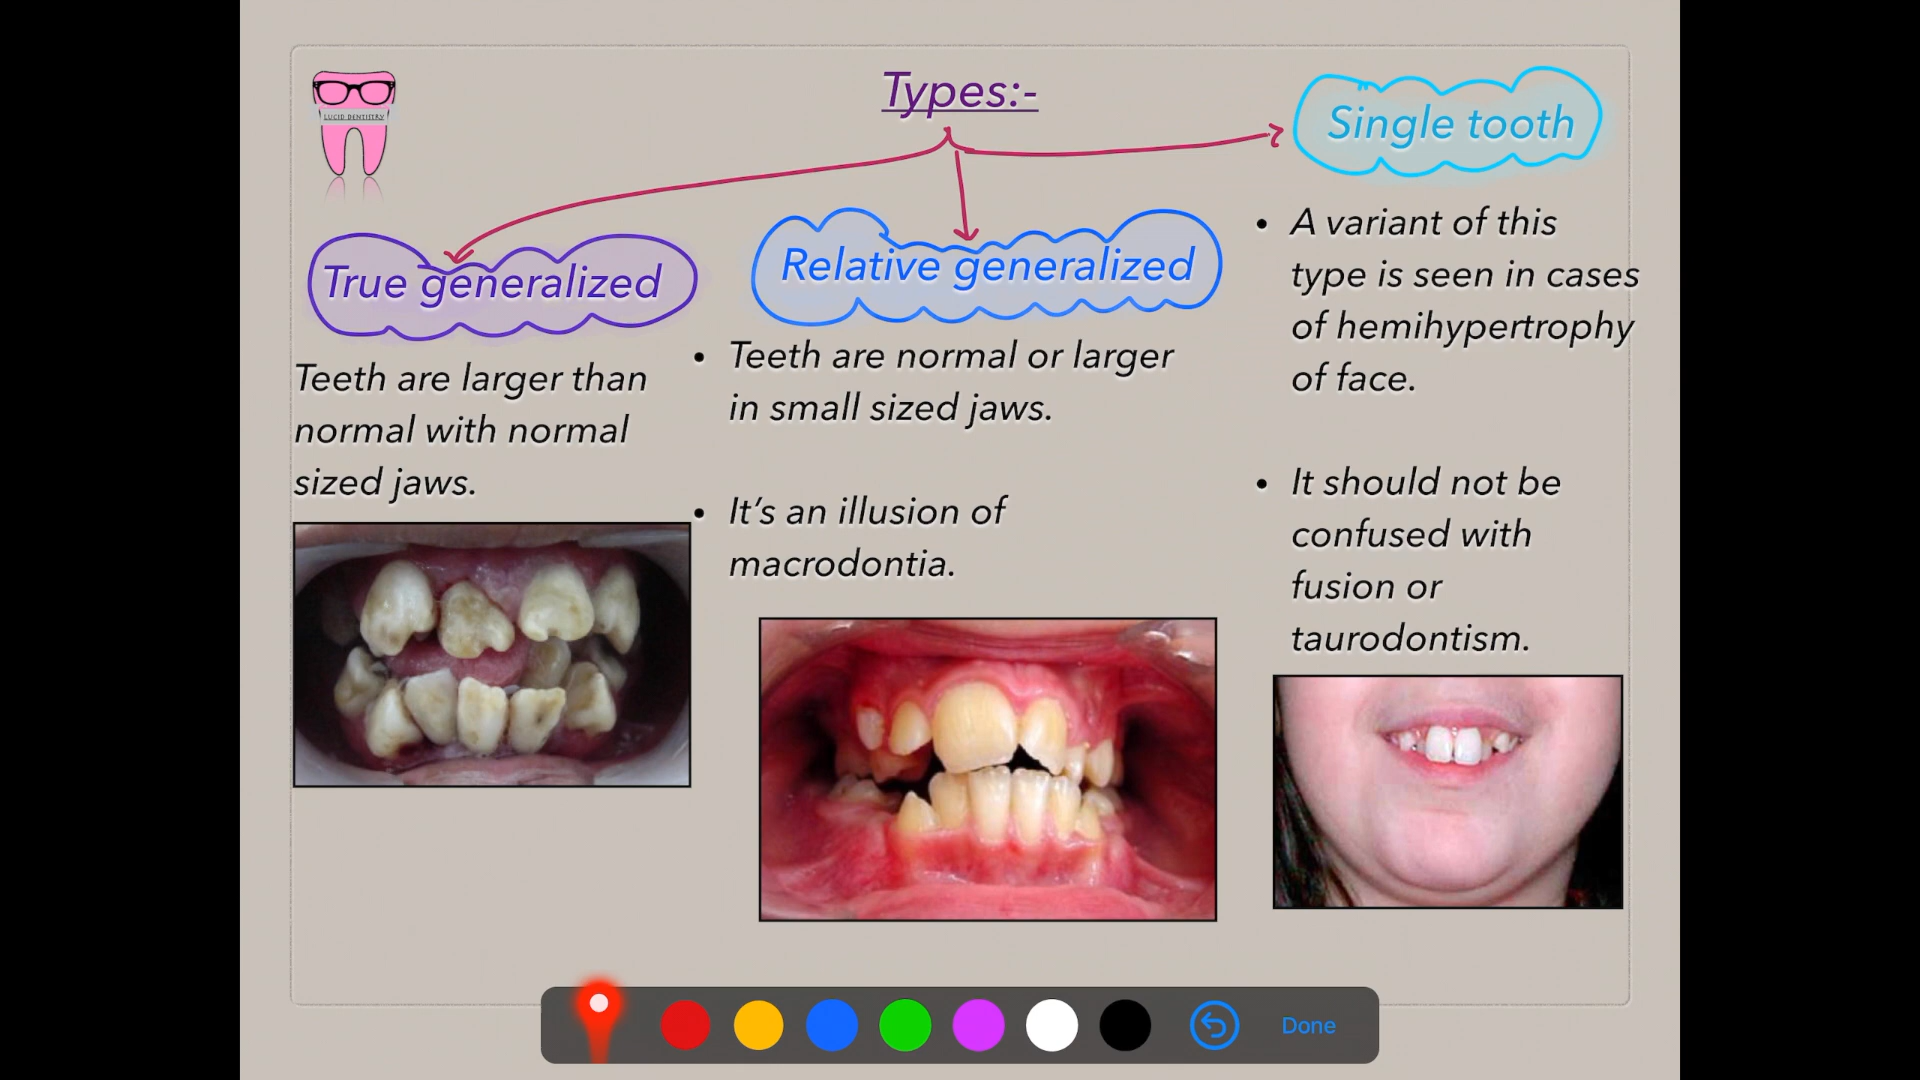 LUCID DENTISTRY
Types:-
Single tooth
True generalized
Relative generalized
Teeth are larger than
normal with normal
sized jaws.
• Teeth are normal or larger
in small sized jaws.
• It’s an illusion of
macrodontia.
• A variant of this
type is seen in cases
of hemihypertrophy
of face.
• It should not be
confused with
fusion or
taurodontism.
Done